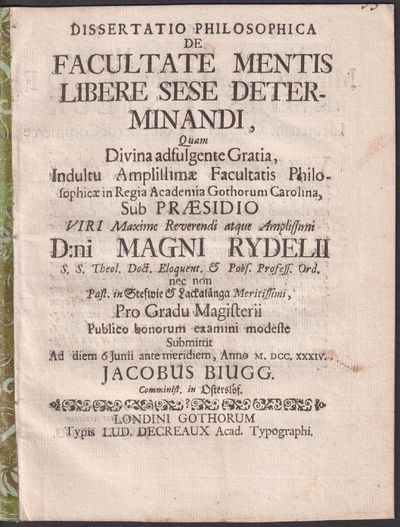 DISSERTATIO PHILOSOPHICA
DE
FACULTATE MENTIS
LIBERE SESE DETER-
MINANDI,
Quam
Divina adfulgente Gratia,
Indultu Amplissimæ Facultatis Philo-
sophicæ in Regia Academia Gothorum Carolina,
Sub PRÆSIDIO
VIRI Maxime Reverendi atque Amplissimi
D:ni MAGNI RYDELII
S. S. Theol. Doct. Eloquent. & Poës. Profess. Ord.
nec non
Past. in Stefwie & Lackalänga Meritissimi,
Pro Gradu Magisterii
Publico bonorum examini modeste
Submittit
Ad diem 6 Junii ante meridiem, Anno M. DCC. XXXIV.
JACOBUS BIUGG.
Comminist. in Ofterslöf.
LONDINI GOTHORUM
Typis LUD. DECREAUX Acad. Typographi.